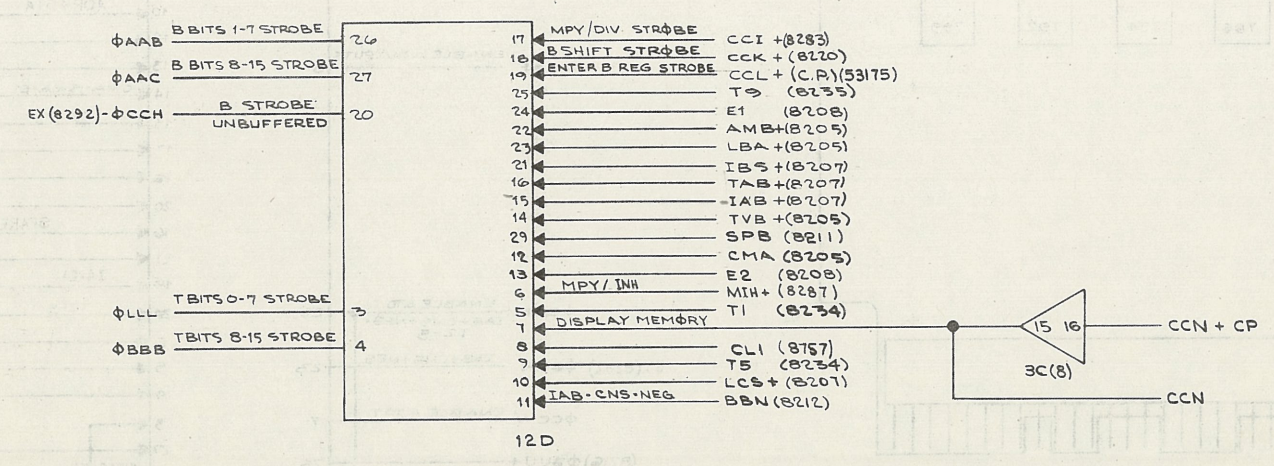 ΦAAB B BITS 1-7 STROBE 26
ΦAAC B BITS 8-15 STROBE 27
EX(8292)-ΦCCH B STROBE UNBUFFERED 20
ΦLLL T BITS 0-7 STROBE 3
ΦBBB TBITS 8-15 STROBE 4
17 MPY/DIV STRΦBE CCI +(8283)
18 B SHIFT STRΦBE CCK +(8220)
19 ENTER B REG STROBE CCL + (C.P.)(53175)
25 T9 (8235)
24 E1 (8208)
22 AMB+(8205)
23 LBA+(8205)
21 IBS+(8207)
16 TAB+(8207)
15 IAB+(8207)
14 TVB +(8205)
29 SPB (8211)
12 CMA (8205)
13 E2 (8208)
6 MPY/INH MIH+ (8287)
5 T1 (8234)
7 DISPLAY MEMΦRY
8 CL1 (8757)
9 T5 (8234)
10 LCS+(8207)
11 IAB-CNS-NEG BBN(8212)
15 16 CCN + CP
3C(8)
CCN
12D